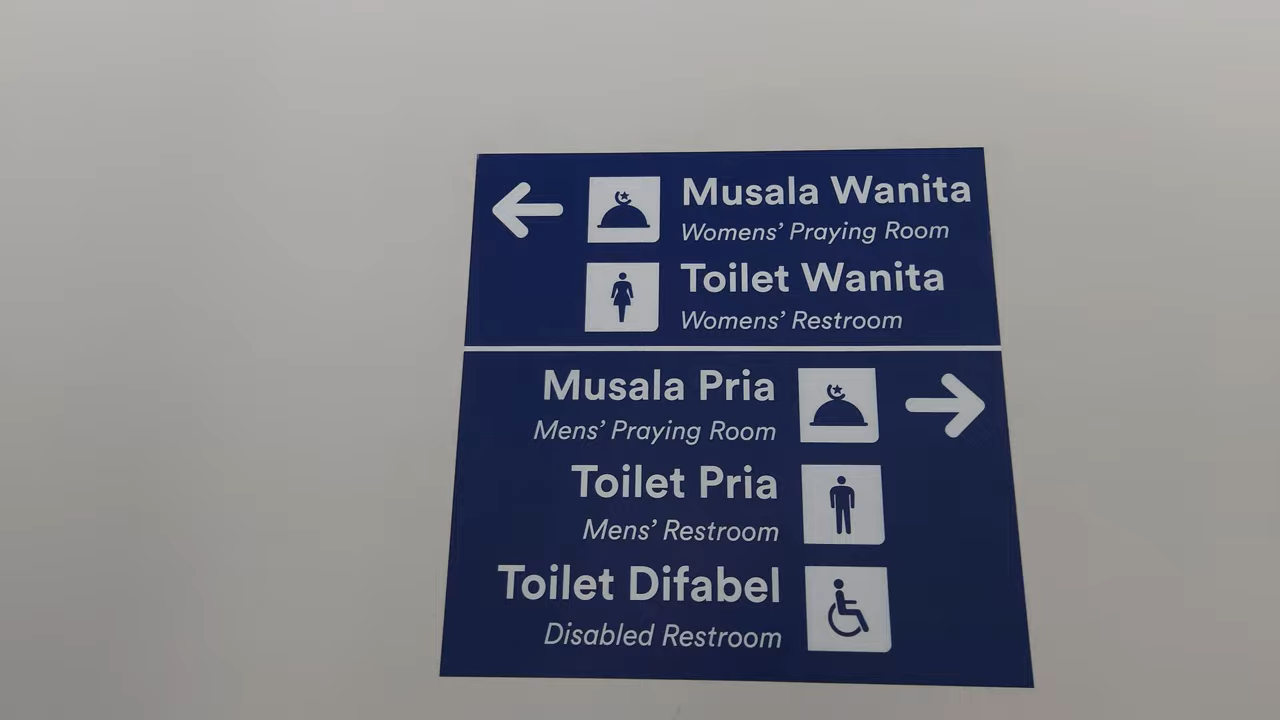 Musala Wanita
Womens' Praying Room
Toilet Wanita
Womens' Restroom
Musala Pria
Mens' Praying Room
Toilet Pria
Mens' Restroom
Toilet Difabel
Disabled Restroom